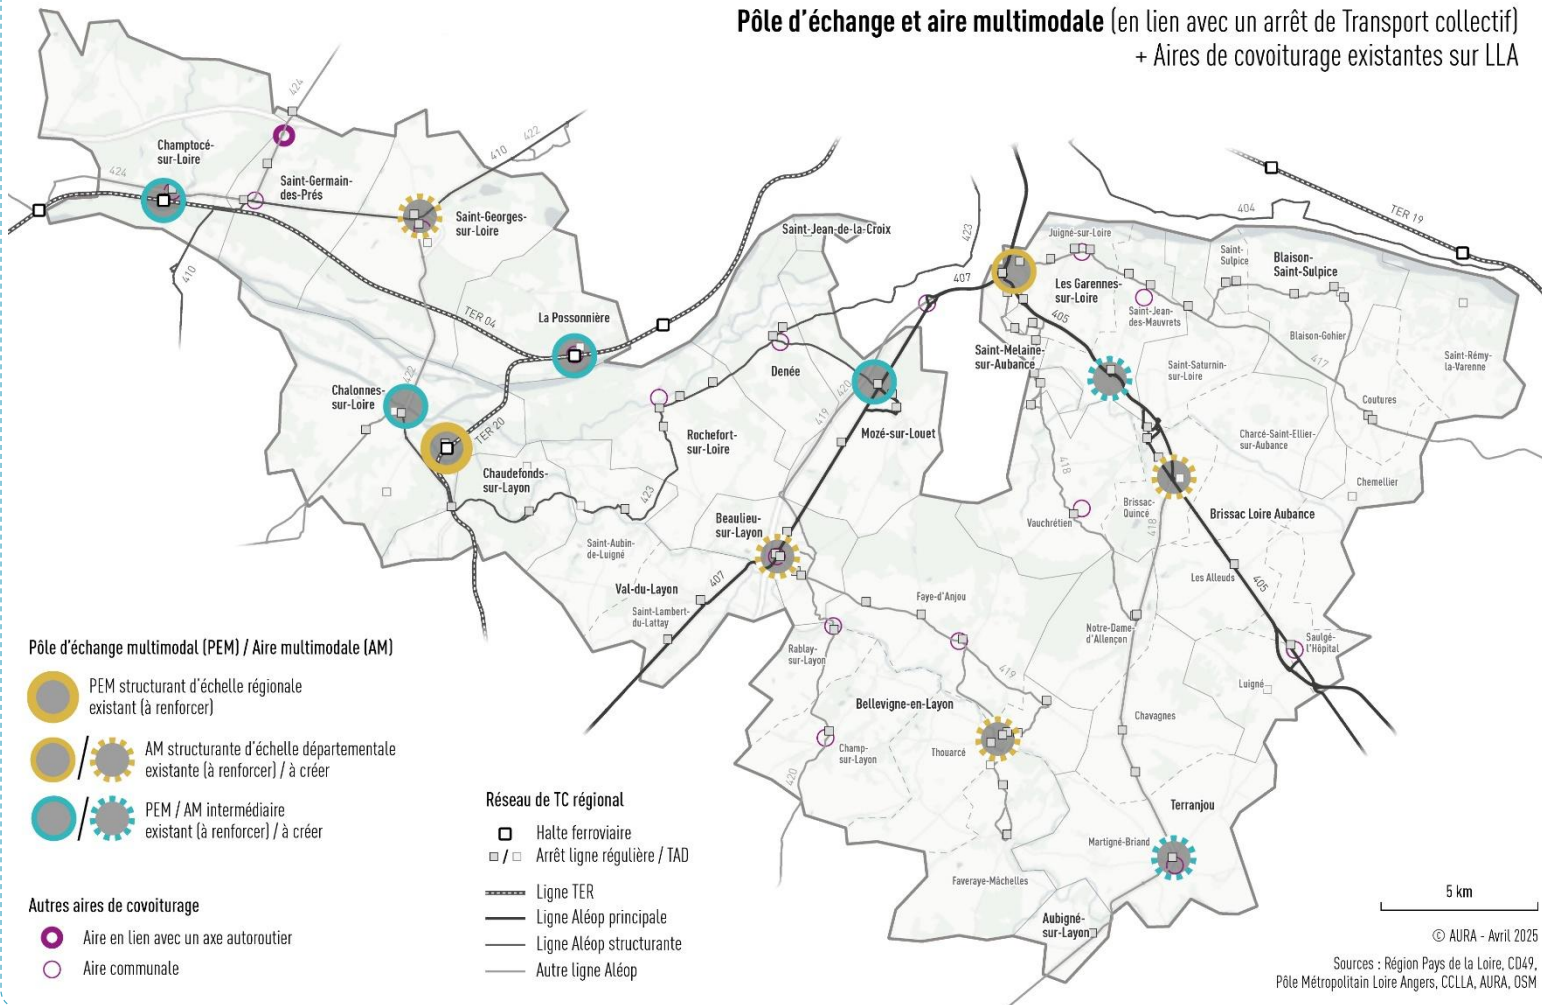 Pôle d'échange et aire multimodale (en lien avec un arrêt de Transport collectif)
+ Aires de covoiturage existantes sur LLA
424
422
410
Champtocé-
sur-Loire
424
Saint-Germain-
des-Prés
Saint-Georges-
sur-Loire
410
TER 04
La Possonnière
422
Chalonnes-
sur-Loire
TER 20
Chaudefonds-
sur-Layon
423
Saint-Aubin-
de-Luigné
Val-du-Layon
Saint-Lambert-
du-Lattay
407
Rochefort-
sur-Loire
Denée
Saint-Jean-de-la-Croix
423
407
420
419
Mozé-sur-Louet
Beaulieu-
sur-Layon
404
TER 19
Juigné-sur-Loire
Les Garennes-
sur-Loire
Saint-Jean-
des-Mauvrets
405
Saint-
Sulpice
Blaison-
Saint-Sulpice
Blaison-Gohier
417
Saint-Rémy-
la-Varenne
Saint-Melaine-
sur-Aubance
Saint-Saturnin-
sur-Loire
Coutures
Charcé-Saint-Ellier-
sur-Aubance
Chemellier
418
Vauchrétien
Brissac-
Quincé
418
Brissac Loire Aubance
Les Alleuds
405
Faye-d'Anjou
Notre-Dame-
d'Allençon
Saulgé-
l'Hôpital
Luigné
Rablay-
sur-Layon
419
Bellevigne-en-Layon
Chavagnes
Champ-
sur-Layon
Thouarcé
420
Terranjou
Martigné-Briand
Faveraye-Mâchelles
Aubigné-
sur-Layon
Pôle d'échange multimodal (PEM) / Aire multimodale (AM)
PEM structurant d'échelle régionale
existant (à renforcer)
/
AM structurante d'échelle départementale
existante (à renforcer) / à créer
/
PEM / AM intermédiaire
existant (à renforcer) / à créer
Autres aires de covoiturage
Aire en lien avec un axe autoroutier
Aire communale
Réseau de TC régional
Halte ferroviaire
/
Arrêt ligne régulière / TAD
Ligne TER
Ligne Aléop principale
Ligne Aléop structurante
Autre ligne Aléop
5 km
© AURA - Avril 2025
Sources : Région Pays de la Loire, CD49,
Pôle Métropolitain Loire Angers, CCLLA, AURA, OSM